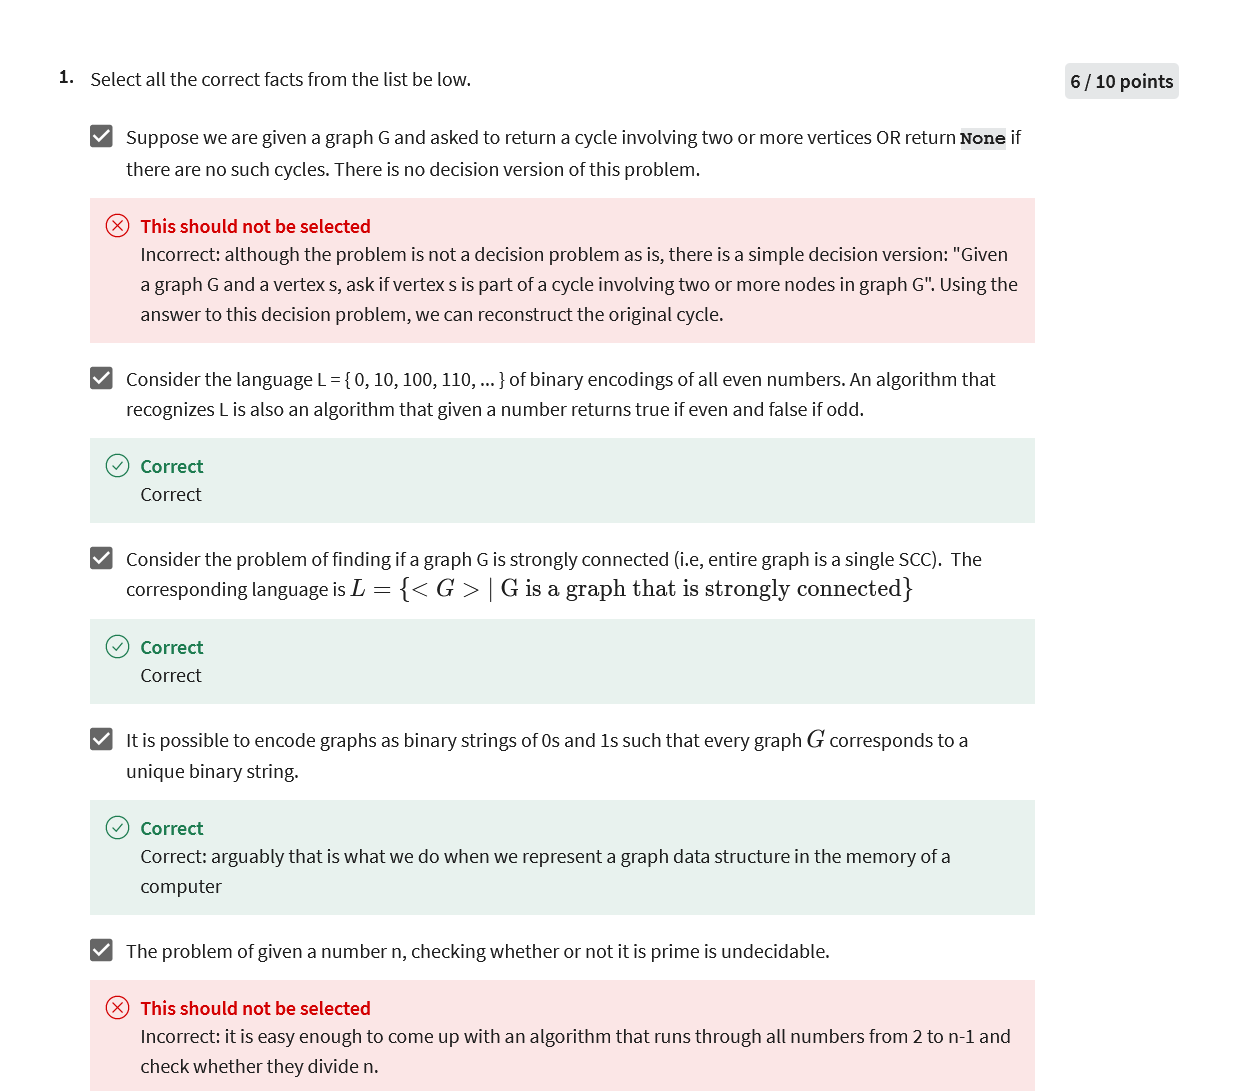 1. Select all the correct facts from the list be low.
6 / 10 points
Suppose we are given a graph G and asked to return a cycle involving two or more vertices OR return None if
there are no such cycles. There is no decision version of this problem.
This should not be selected
Incorrect: although the problem is not a decision problem as is, there is a simple decision version: "Given
a graph G and a vertex s, ask if vertex s is part of a cycle involving two or more nodes in graph G". Using the
answer to this decision problem, we can reconstruct the original cycle.
Consider the language L = { 0, 10, 100, 110, ... } of binary encodings of all even numbers. An algorithm that
recognizes L is also an algorithm that given a number returns true if even and false if odd.
Correct
Correct
Consider the problem of finding if a graph G is strongly connected (i.e, entire graph is a single SCC). The
corresponding language is L = {< G > | G is a graph that is strongly connected}
Correct
Correct
It is possible to encode graphs as binary strings of 0s and 1s such that every graph G corresponds to a
unique binary string.
Correct
Correct: arguably that is what we do when we represent a graph data structure in the memory of a
computer
The problem of given a number n, checking whether or not it is prime is undecidable.
This should not be selected
Incorrect: it is easy enough to come up with an algorithm that runs through all numbers from 2 to n-1 and
check whether they divide n.